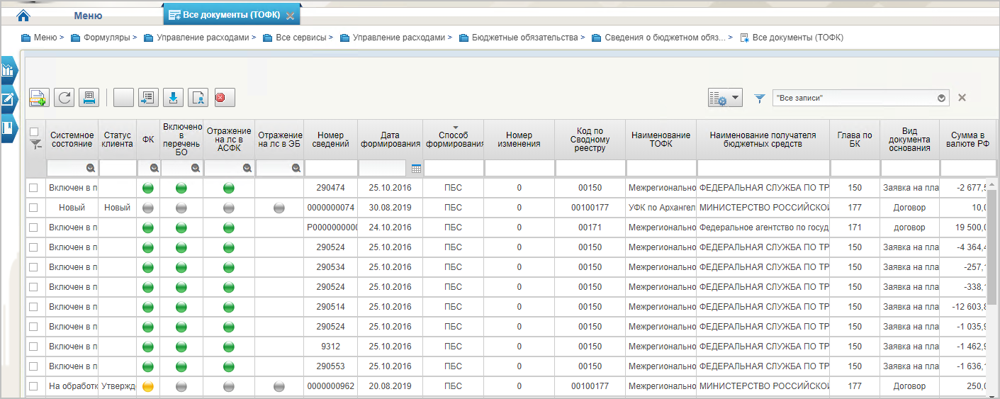 Меню
Все документы (ТОФК)
Меню > Формуляры > Управление расходами > Все сервисы > Управление расходами > Бюджетные обязательства > Сведения о бюджетном обяз... > Все документы (ТОФК)
"Все записи"
Системное состояние Статус клиента ФК Включено в перечень БО Отражение на лс в АСФК Отражение на лс в ЭБ Номер сведений Дата формирования Способ формирования Номер изменения Код по Сводному реестру Наименование ТОФК Наименование получателя бюджетных средств Глава по БК Вид документа основания Сумма в валюте РФ
Включен в п 290474 25.10.2016 ПБС 0 00150 Межрегионально ФЕДЕРАЛЬНАЯ СЛУЖБА ПО ТР 150 Заявка на пла -2 677,5
Новый Новый 0000000074 30.08.2019 ПБС 0 00100177 УФК по Архангел МИНИСТЕРСТВО РОССИЙСКОЙ 177 Договор 10,0
Включен в п Р0000000000 24.10.2016 ПБС 0 00171 Межрегионально Федеральное агентство по госуд 171 договор 19 500,0
Включен в п 290524 25.10.2016 ПБС 0 00150 Межрегионально ФЕДЕРАЛЬНАЯ СЛУЖБА ПО ТР 150 Заявка на пла -4 364,4
Включен в п 290534 25.10.2016 ПБС 0 00150 Межрегионально ФЕДЕРАЛЬНАЯ СЛУЖБА ПО ТР 150 Заявка на пла -257,1
Включен в п 290524 25.10.2016 ПБС 0 00150 Межрегионально ФЕДЕРАЛЬНАЯ СЛУЖБА ПО ТР 150 Заявка на пла -338,1
Включен в п 290514 25.10.2016 ПБС 0 00150 Межрегионально ФЕДЕРАЛЬНАЯ СЛУЖБА ПО ТР 150 Заявка на пла -12 603,8
Включен в п 290524 25.10.2016 ПБС 0 00150 Межрегионально ФЕДЕРАЛЬНАЯ СЛУЖБА ПО ТР 150 Заявка на пла -1 035,9
Включен в п 9312 25.10.2016 ПБС 0 00150 Межрегионально ФЕДЕРАЛЬНАЯ СЛУЖБА ПО ТР 150 Заявка на пла -1 462,9
Включен в п 290553 25.10.2016 ПБС 0 00150 Межрегионально ФЕДЕРАЛЬНАЯ СЛУЖБА ПО ТР 150 Заявка на пла -1 636,1
На обработк Утвержд 0000000962 20.08.2019 ПБС 0 00100177 Межрегионально МИНИСТЕРСТВО РОССИЙСКОЙ 177 Договор 250,0